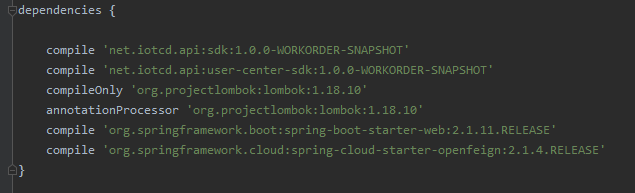 dependencies {
compile 'net.iotcd.api:sdk:1.0.0-WORKORDER-SNAPSHOT'
compile 'net.iotcd.api:user-center-sdk:1.0.0-WORKORDER-SNAPSHOT'
compileOnly 'org.projectlombok:lombok:1.18.10'
annotationProcessor 'org.projectlombok:lombok:1.18.10'
compile 'org.springframework.boot:spring-boot-starter-web:2.1.11.RELEASE'
compile 'org.springframework.cloud:spring-cloud-starter-openfeign:2.1.4.RELEASE'
}